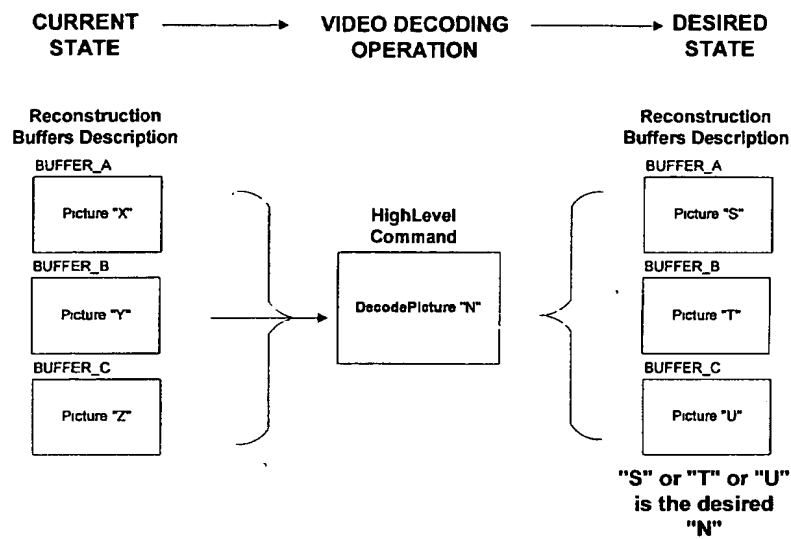 CURRENT STATE
VIDEO DECODING OPERATION
DESIRED STATE
Reconstruction
Buffers Description
BUFFER_A
Picture "X"
BUFFER_B
Picture "Y"
BUFFER_C
Picture "Z"
HighLevel
Command
DecodePicture "N"
Reconstruction
Buffers Description
BUFFER_A
Picture "S"
BUFFER_B
Picture "T"
BUFFER_C
Picture "U"
"S" or "T" or "U"
is the desired
"N"